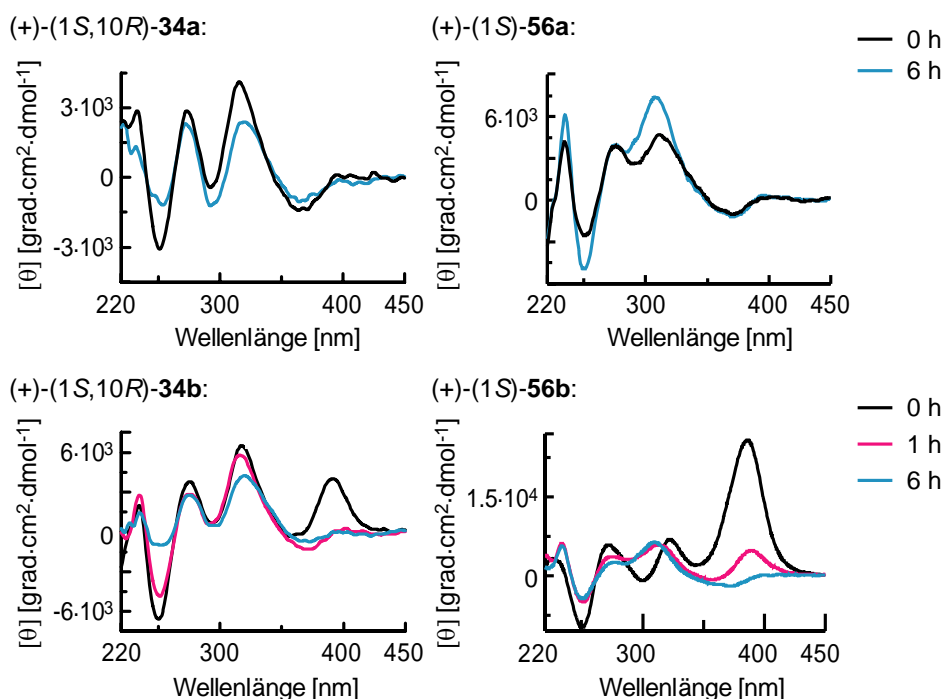 (+)-(1S,10R)-34a:
(+)-(1S)-56a:
0 h
6 h
[θ] [grad·cm²·dmol⁻¹]
3·10³
0
-3·10³
220
300
400
450
Wellenlänge [nm]
[θ] [grad·cm²·dmol⁻¹]
6·10³
0
220
300
400
450
Wellenlänge [nm]
(+)-(1S,10R)-34b:
(+)-(1S)-56b:
0 h
1 h
6 h
[θ] [grad·cm²·dmol⁻¹]
6·10³
0
-6·10³
220
300
400
450
Wellenlänge [nm]
[θ] [grad·cm²·dmol⁻¹]
1.5·10⁴
0
220
300
400
450
Wellenlänge [nm]